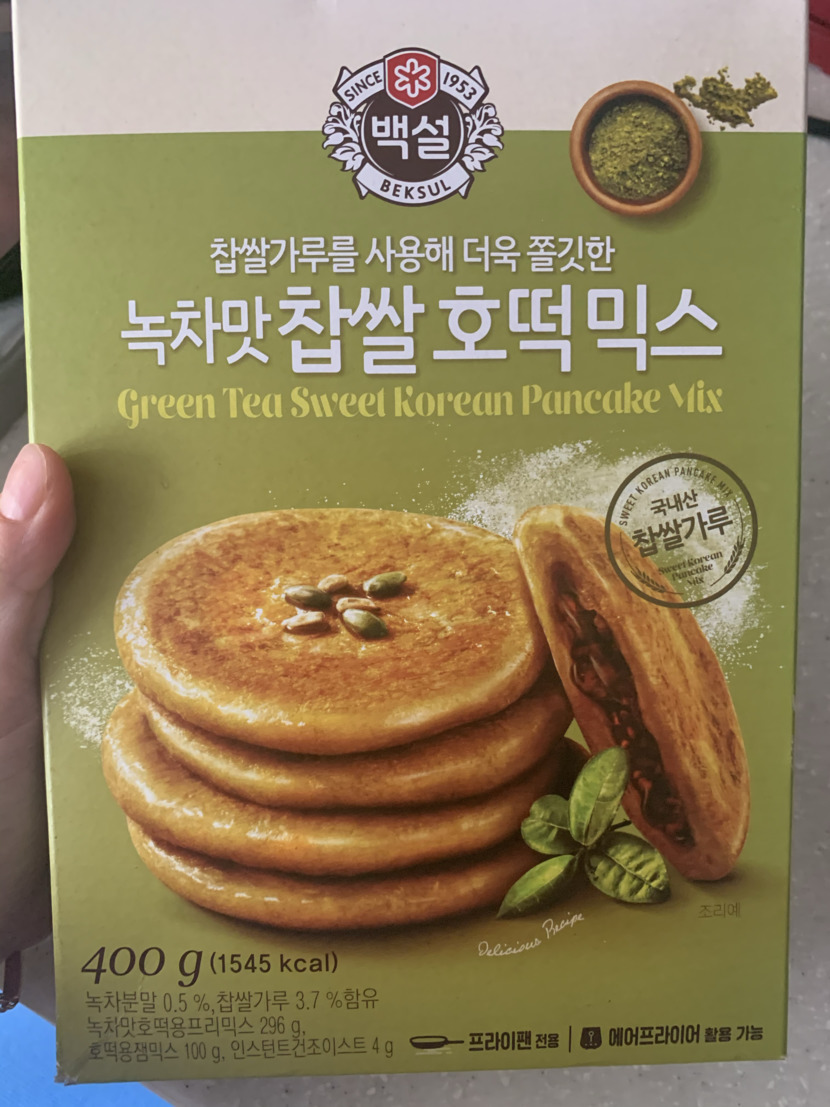 SINCE 1953
백설
BEKSUL
찹쌀가루를 사용해 더욱 쫄깃한
녹차맛 찹쌀 호떡 믹스
Green Tea Sweet Korean Pancake Mix
SWEET KOREAN PANCAKE MIX
국내산
찹쌀가루
Sweet Korean
Pancake
Mix
조리예
Delicious Recipe
400 g (1545 kcal)
녹차분말 0.5 %, 찹쌀가루 3.7 %함유
녹차맛호떡용프리믹스 296 g,
호떡용잼믹스 100 g, 인스턴트건조이스트 4 g
프라이팬 전용 | 에어프라이어 활용 가능